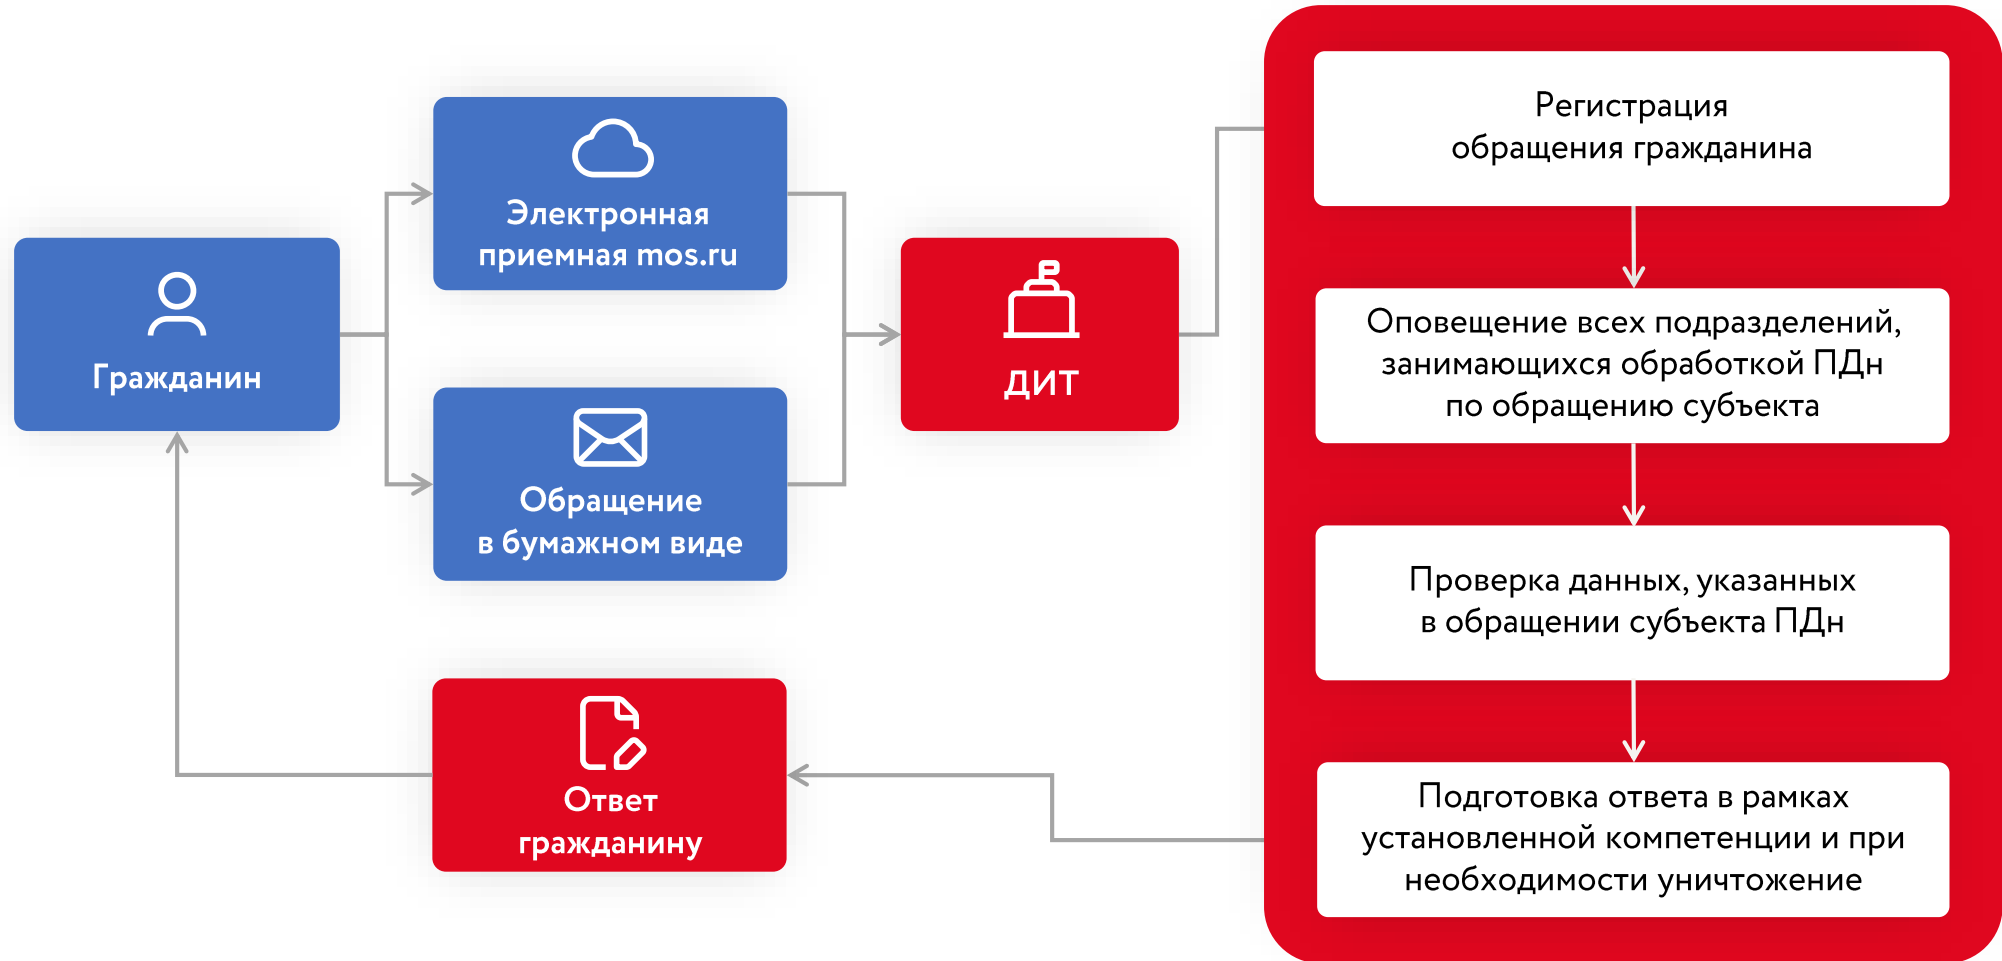 Гражданин
Электронная
приемная mos.ru
Обращение
в бумажном виде
ДИТ
Регистрация
обращения гражданина
Оповещение всех подразделений,
занимающихся обработкой ПДн
по обращению субъекта
Проверка данных, указанных
в обращении субъекта ПДн
Подготовка ответа в рамках
установленной компетенции и при
необходимости уничтожение
Ответ
гражданину